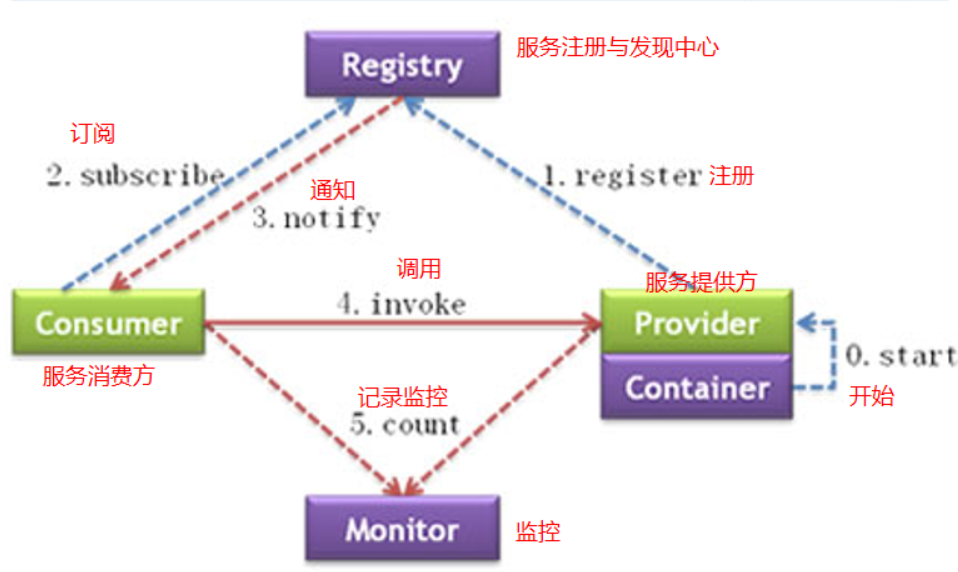 Registry
服务注册与发现中心
订阅
2. subscribe
通知
3. notify
1. register 注册
调用
4. invoke
服务提供方
Consumer
Provider
服务消费方
Container
0. start
开始
记录监控
5. count
Monitor
监控